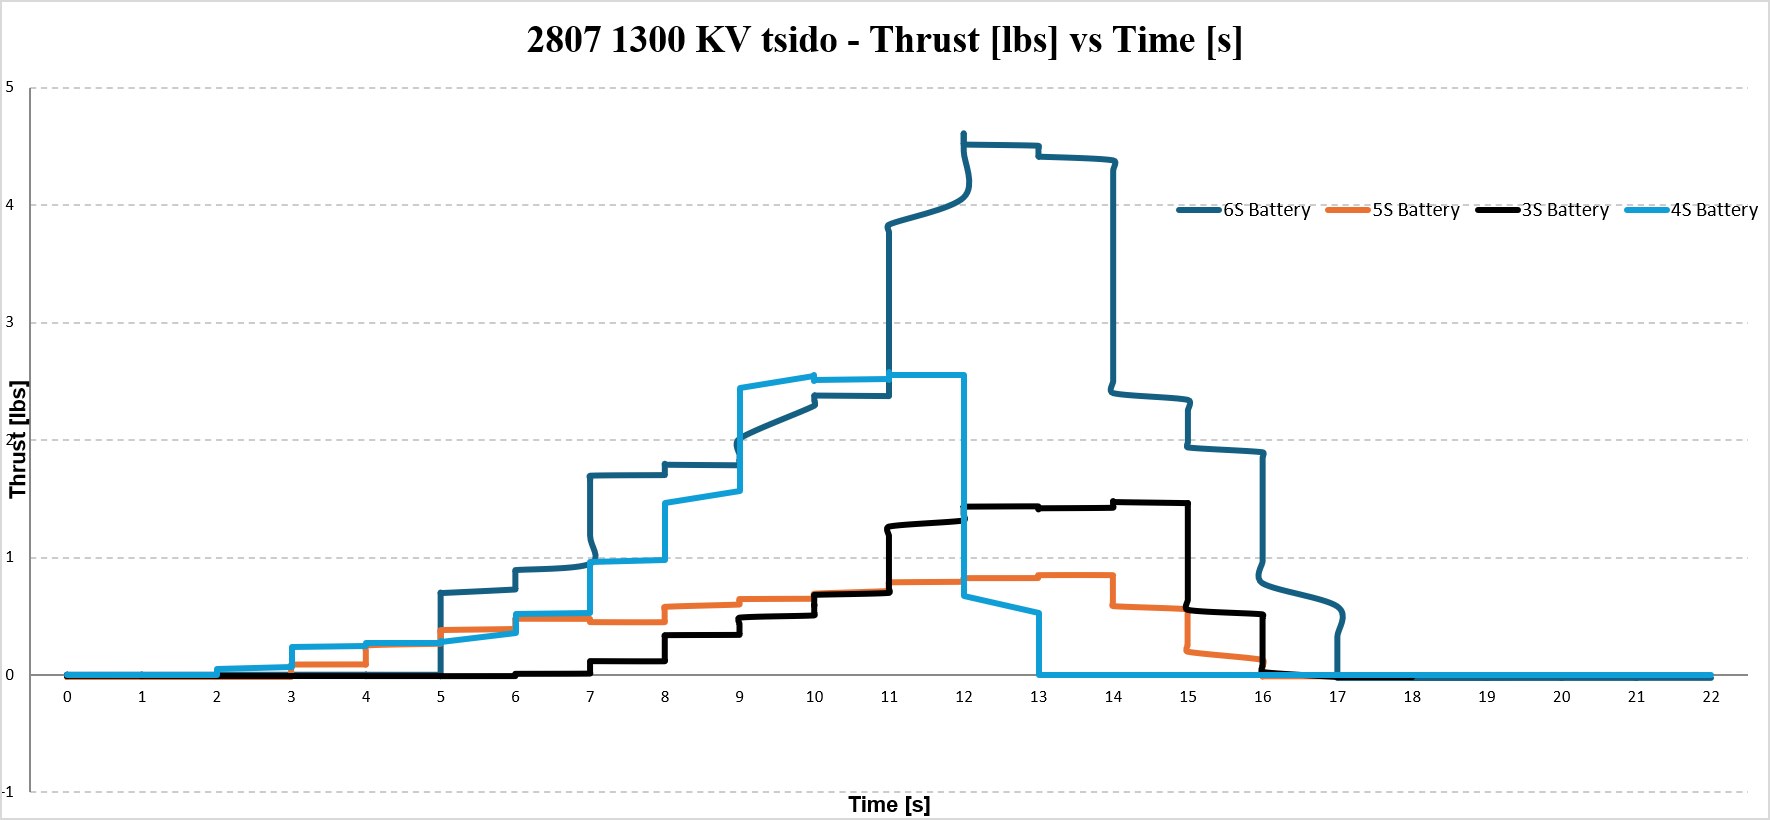 2807 1300 KV tsido - Thrust [lbs] vs Time [s]
5
4
6S Battery 5S Battery 3S Battery 4S Battery
3
Thrust [lbs]
2
1
0
0 1 2 3 4 5 6 7 8 9 10 11 12 13 14 15 16 17 18 19 20 21 22
-1
Time [s]